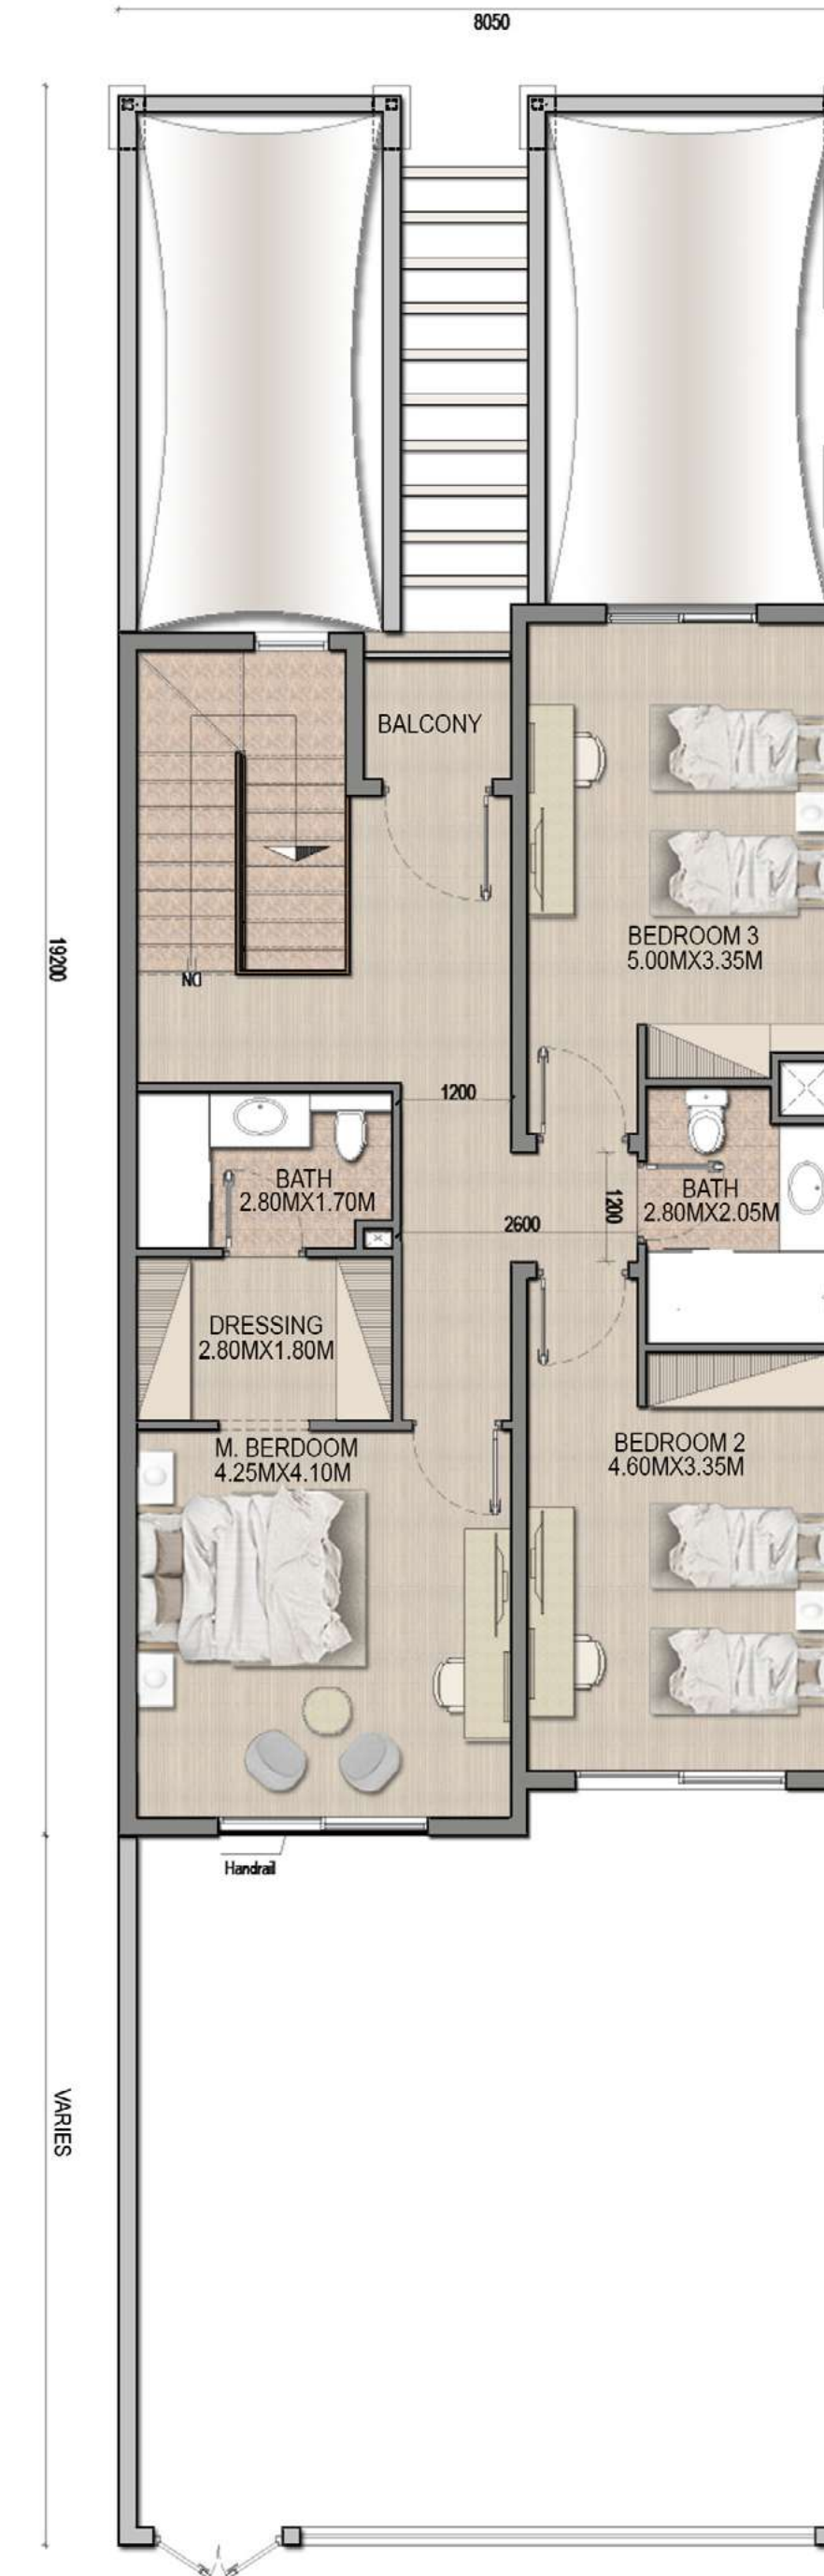 8050
BALCONY
BEDROOM 3
5.00MX3.35M
19200
DN
1200
BATH
2.80MX1.70M
1200
BATH
2.80MX2.05M
2600
DRESSING
2.80MX1.80M
M. BERDOOM
4.25MX4.10M
BEDROOM 2
4.60MX3.35M
Handrail
VARIES